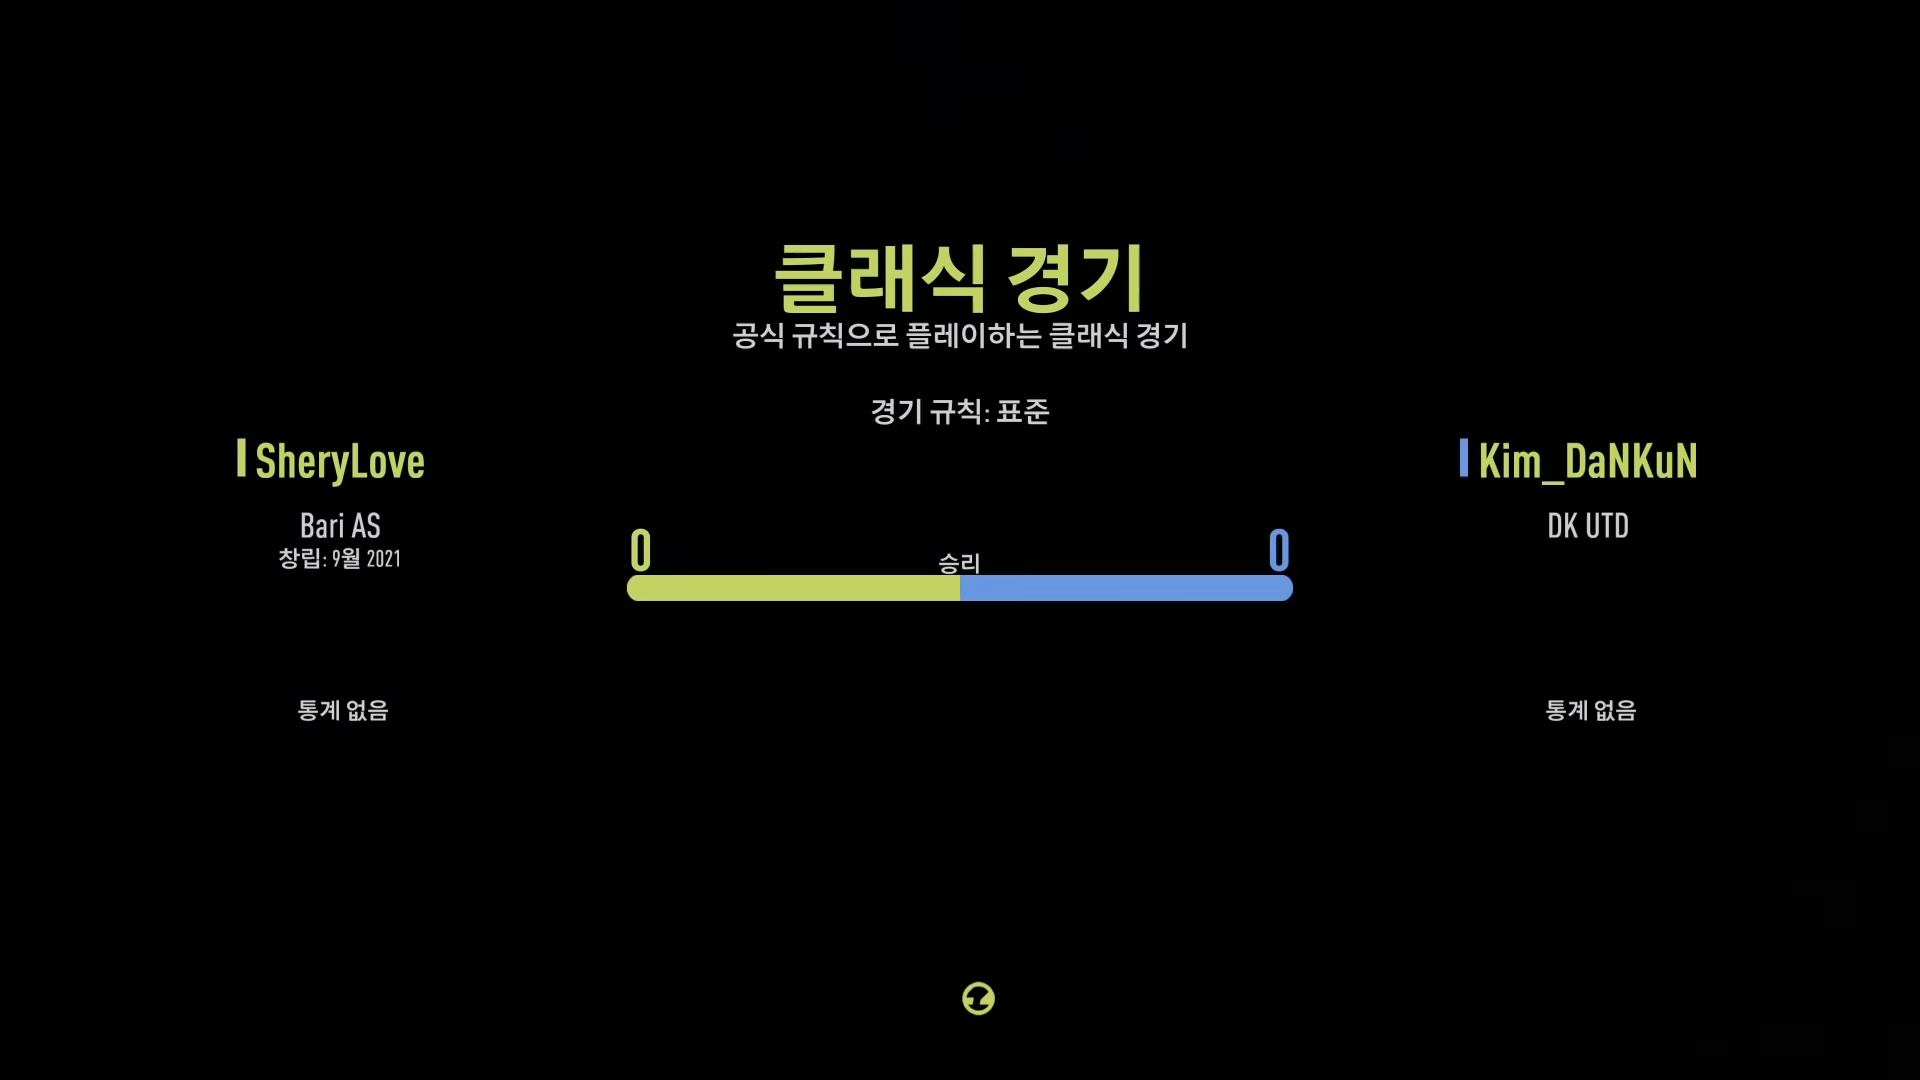 클래식 경기
공식 규칙으로 플레이하는 클래식 경기
경기 규칙: 표준
SheryLove
Kim_DaNKuN
Bari AS
DK UTD
창립: 9월 2021
0
승리
0
통계 없음
통계 없음